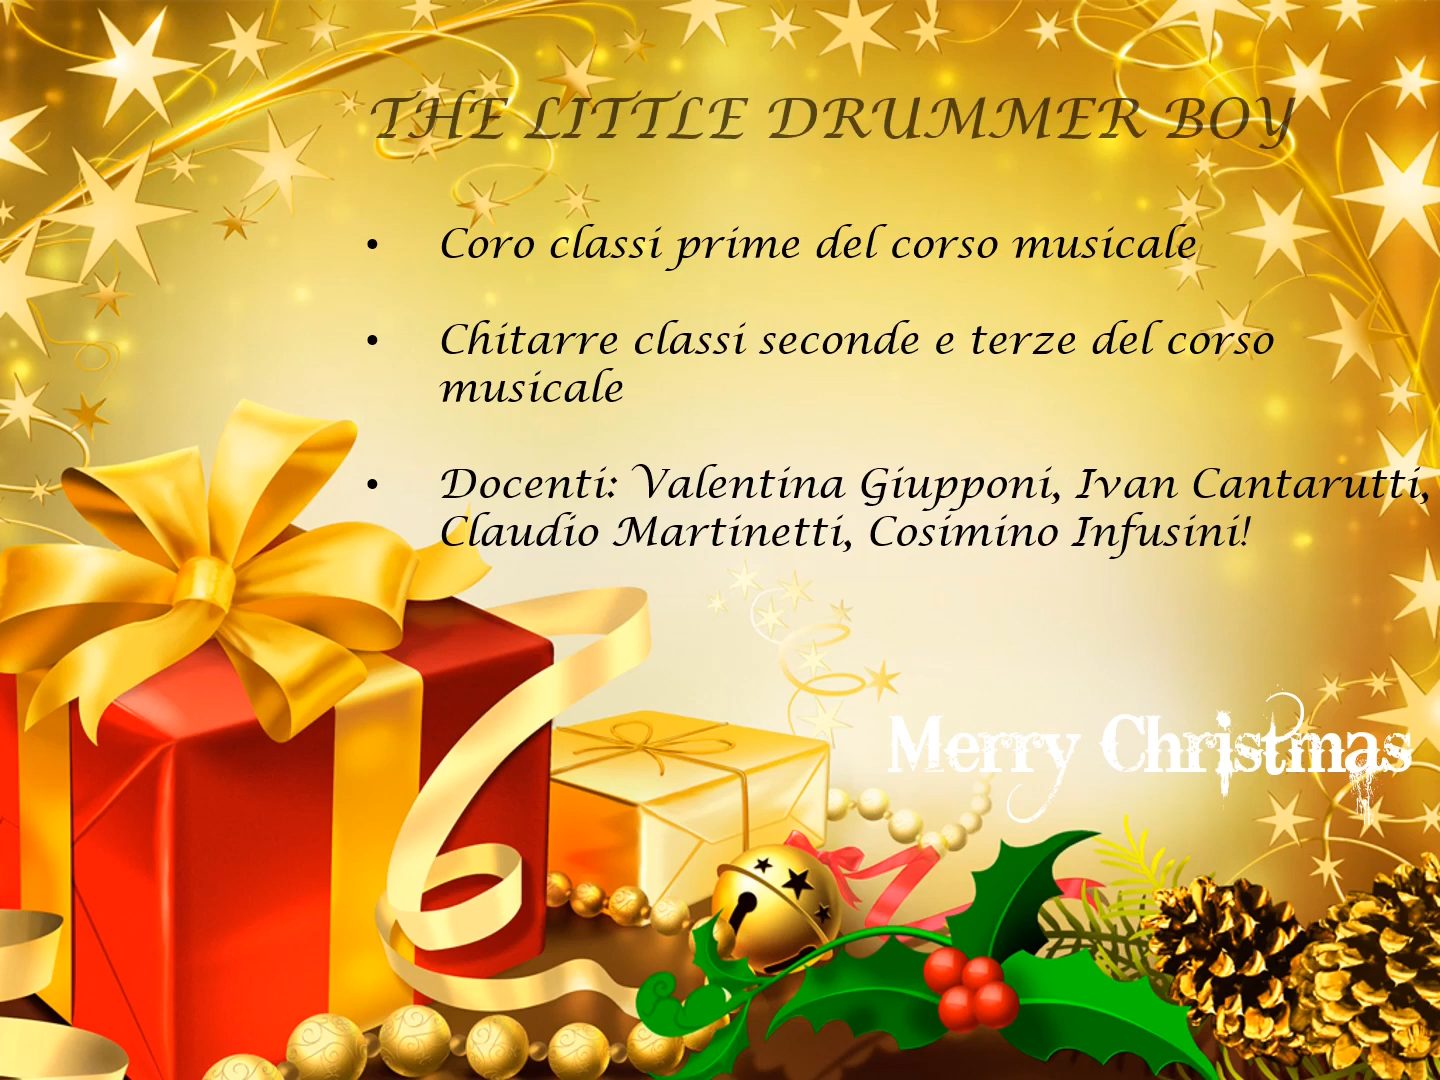 THE LITTLE DRUMMER BOY
• Coro classi prime del corso musicale
• Chitarre classi seconde e terze del corso
musicale
• Docenti: Valentina Giupponi, Ivan Cantarutti,
Claudio Martinetti, Cosimino Infusini!
Merry Christmas